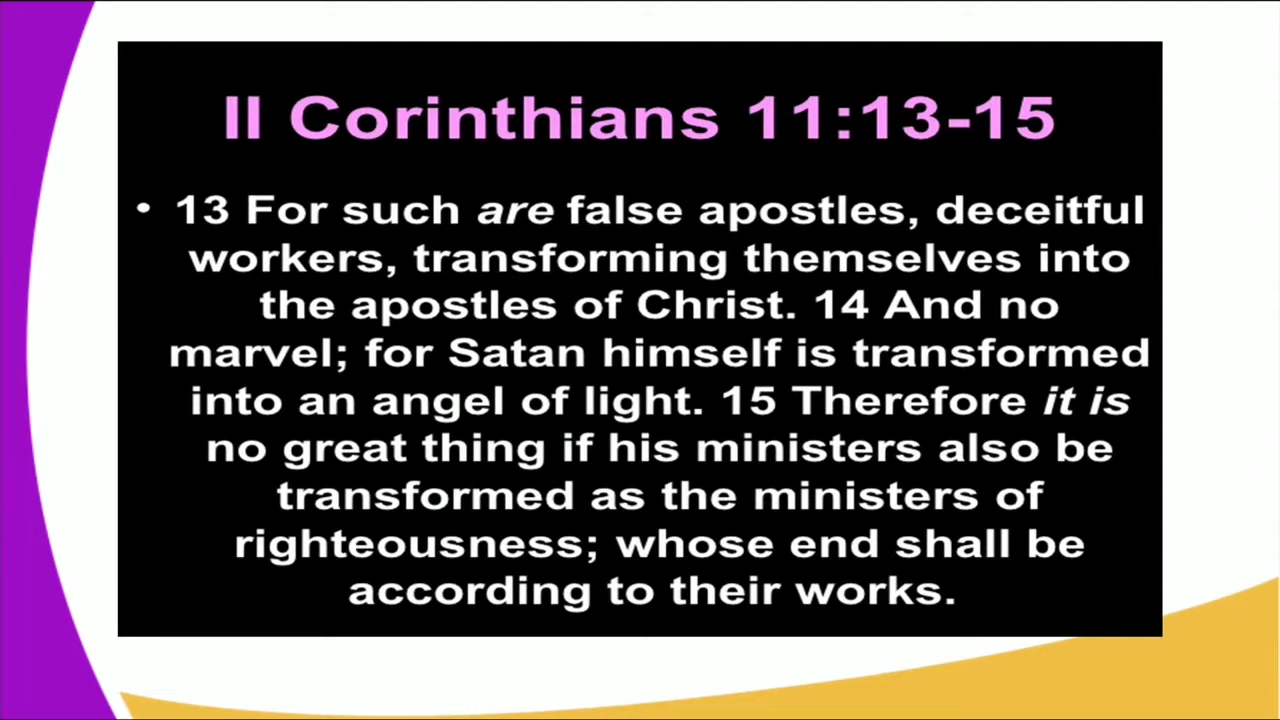 II Corinthians 11:13-15
• 13 For such are false apostles, deceitful
workers, transforming themselves into
the apostles of Christ. 14 And no
marvel; for Satan himself is transformed
into an angel of light. 15 Therefore it is
no great thing if his ministers also be
transformed as the ministers of
righteousness; whose end shall be
according to their works.